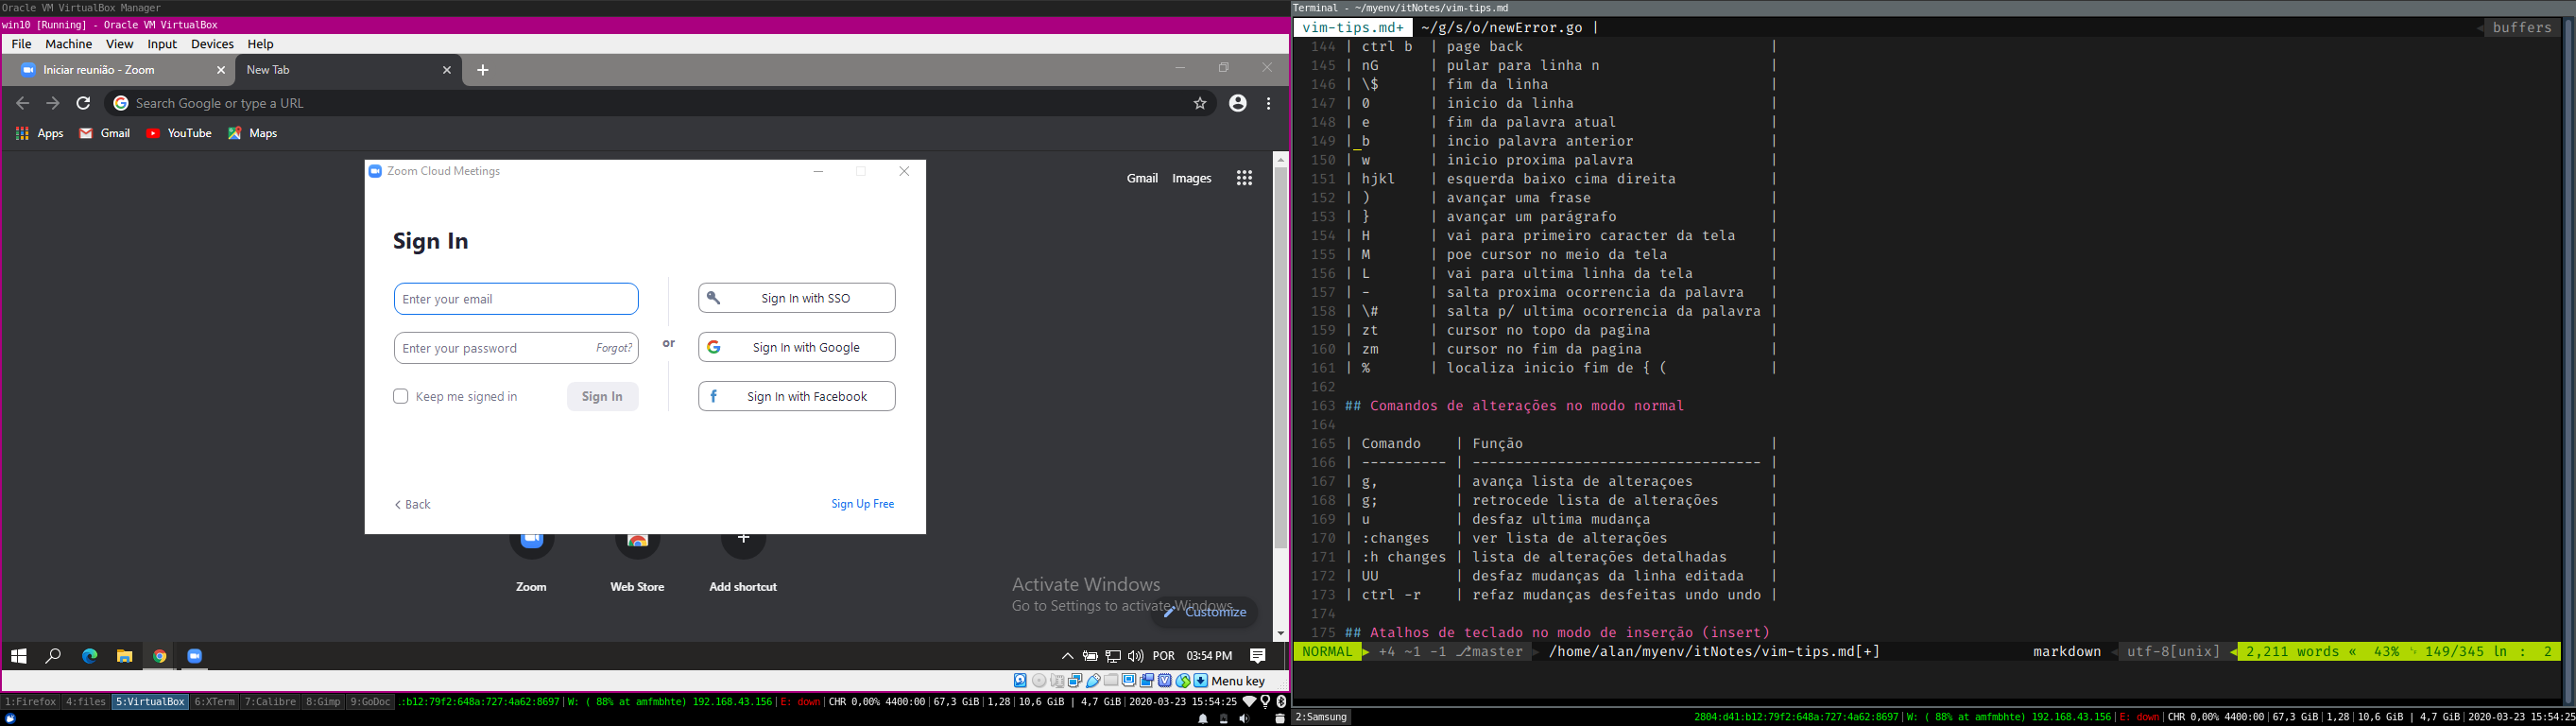 Oracle VM VirtualBox Manager
win10 [Running] - Oracle VM VirtualBox
File Machine View Input Devices Help
Iniciar reunião - Zoom
New Tab
Search Google or type a URL
Apps Gmail YouTube Maps
Gmail Images
Zoom Cloud Meetings
Sign In
Enter your email
Enter your password Forgot?
Keep me signed in Sign In
or
Sign In with SSO
Sign In with Google
Sign In with Facebook
< Back
Sign Up Free
Zoom Web Store Add shortcut
Activate Windows
Go to Settings to activate Windows.
Customize
POR 03:54 PM
Menu key
1:Firefox 4:files 5:VirtualBox 6:XTerm 7:Calibre 8:Gimp 9:GoDoc .:b12:79f2:648a:727:4a62:8697|W: ( 88% at amfmbhte) 192.168.43.156|E: down|CHR 0,00% 4400:00|67,3 GiB|1,28|10,6 GiB | 4,7 GiB|2020-03-23 15:54:25
Terminal - ~/myenv/itNotes/vim-tips.md
vim-tips.md+ ~/g/s/o/newError.go | buffers
144 | ctrl b | page back |
145 | nG | pular para linha n |
146 | \$ | fim da linha |
147 | 0 | inicio da linha |
148 | e | fim da palavra atual |
149 |_b | incio palavra anterior |
150 | w | inicio proxima palavra |
151 | hjkl | esquerda baixo cima direita |
152 | ) | avançar uma frase |
153 | } | avançar um parágrafo |
154 | H | vai para primeiro caracter da tela |
155 | M | poe cursor no meio da tela |
156 | L | vai para ultima linha da tela |
157 | - | salta proxima ocorrencia da palavra |
158 | \# | salta p/ ultima ocorrencia da palavra |
159 | zt | cursor no topo da pagina |
160 | zm | cursor no fim da pagina |
161 | % | localiza inicio fim de { ( |
162
163 ## Comandos de alterações no modo normal
164
165 | Comando | Função |
166 | ---------- | ---------------------------------- |
167 | g, | avança lista de alteraçoes |
168 | g; | retrocede lista de alterações |
169 | u | desfaz ultima mudança |
170 | :changes | ver lista de alterações |
171 | :h changes | lista de alterações detalhadas |
172 | UU | desfaz mudanças da linha editada |
173 | ctrl -r | refaz mudanças desfeitas undo undo |
174
175 ## Atalhos de teclado no modo de inserção (insert)
NORMAL +4 ~1 -1 master /home/alan/myenv/itNotes/vim-tips.md[+] markdown utf-8[unix] 2,211 words « 43% 149/345 ln : 2
2:Samsung 2804:d41:b12:79f2:648a:727:4a62:8697|W: ( 88% at amfmbhte) 192.168.43.156|E: down|CHR 0,00% 4400:00|67,3 GiB|1,28|10,6 GiB | 4,7 GiB|2020-03-23 15:54:2